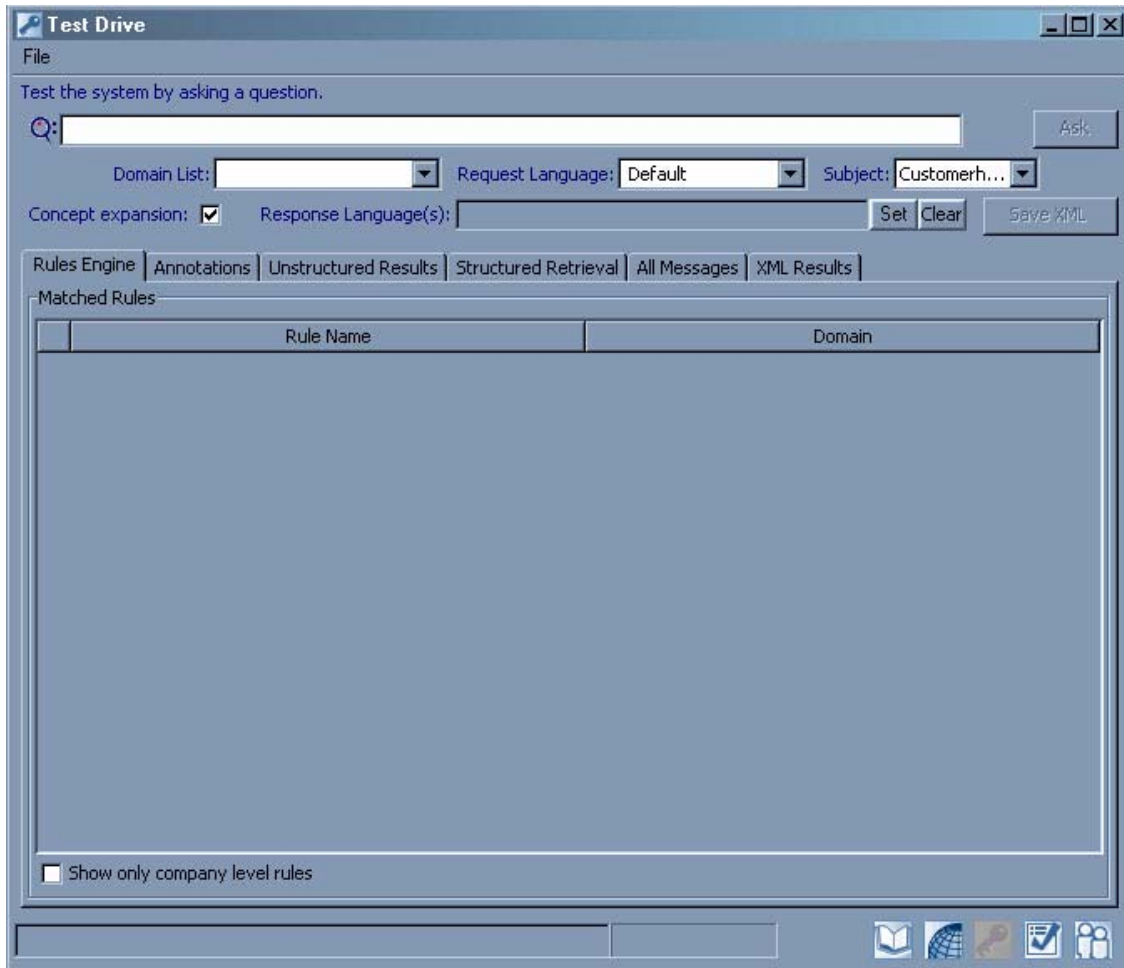 Test Drive
File
Test the system by asking a question.
Q:
Ask
Domain List: Request Language: Default Subject: Customerh...
Concept expansion: Response Language(s): Set Clear Save XML
Rules Engine Annotations Unstructured Results Structured Retrieval All Messages XML Results
Matched Rules
Rule Name Domain
Show only company level rules